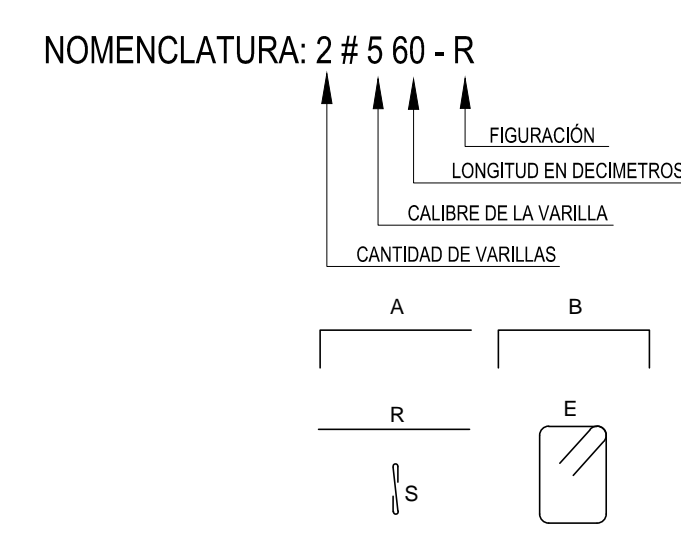 NOMENCLATURA: 2 # 5 60 - R
FIGURACIÓN
LONGITUD EN DECIMETROS
CALIBRE DE LA VARILLA
CANTIDAD DE VARILLAS
A B
R E
S